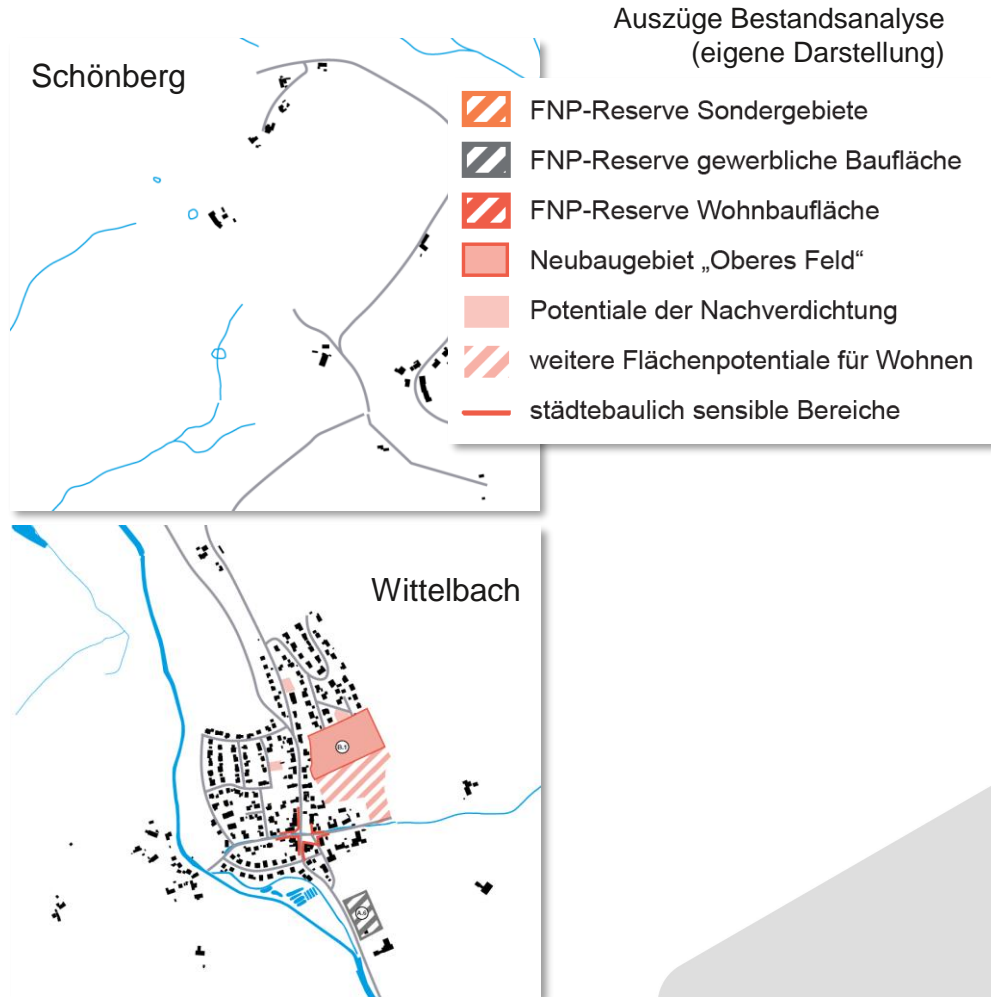 Auszüge Bestandsanalyse
(eigene Darstellung)
Schönberg
FNP-Reserve Sondergebiete
FNP-Reserve gewerbliche Baufläche
FNP-Reserve Wohnbaufläche
Neubaugebiet „Oberes Feld“
Potentiale der Nachverdichtung
weitere Flächenpotentiale für Wohnen
städtebaulich sensible Bereiche
Wittelbach